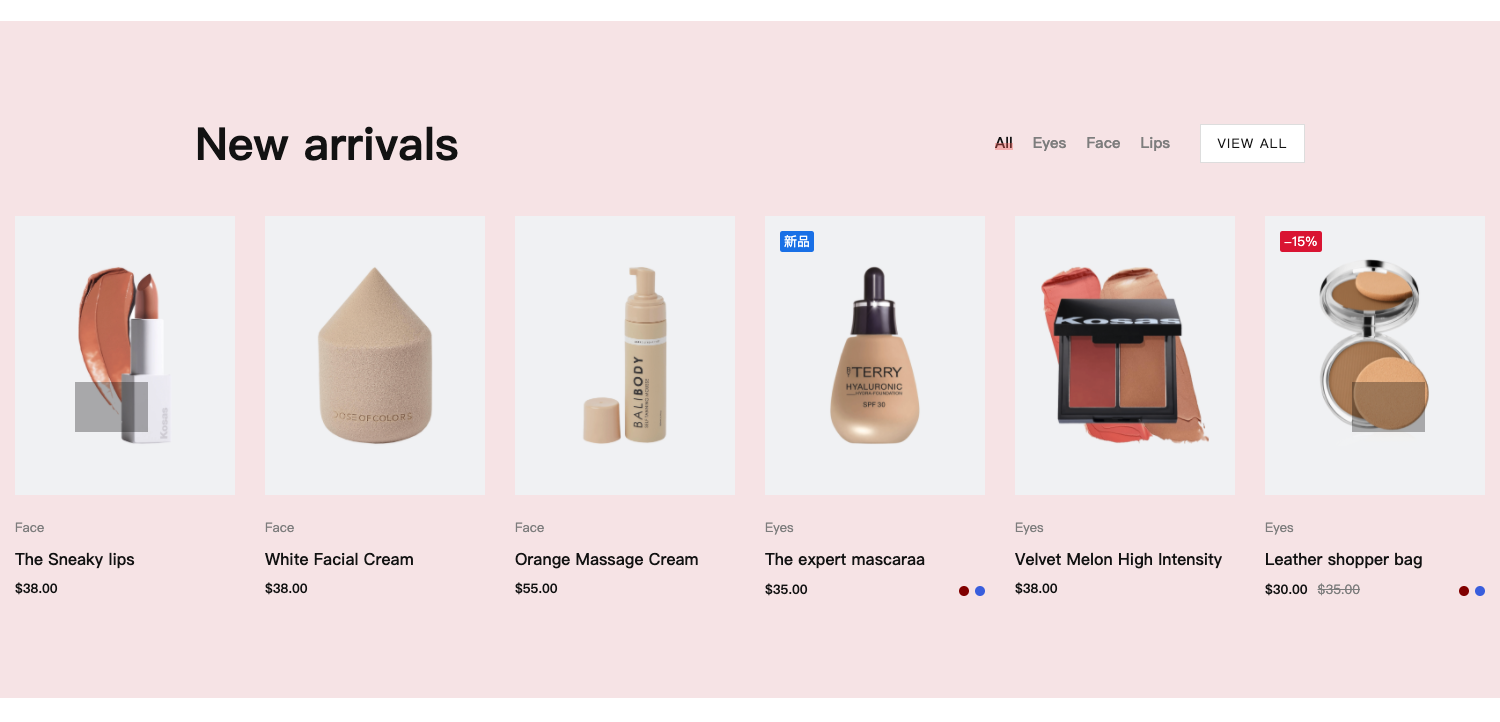 New arrivals
All Eyes Face Lips VIEW ALL
新品
-15%
Kosas
DOSE OF COLORS
BALI BODY
BY TERRY
HYALURONIC
HYDRA-FOUNDATION
SPF 30
Kosas
Face
The Sneaky lips
$38.00
Face
White Facial Cream
$38.00
Face
Orange Massage Cream
$55.00
Eyes
The expert mascaraa
$35.00
Eyes
Velvet Melon High Intensity
$38.00
Eyes
Leather shopper bag
$30.00 $35.00